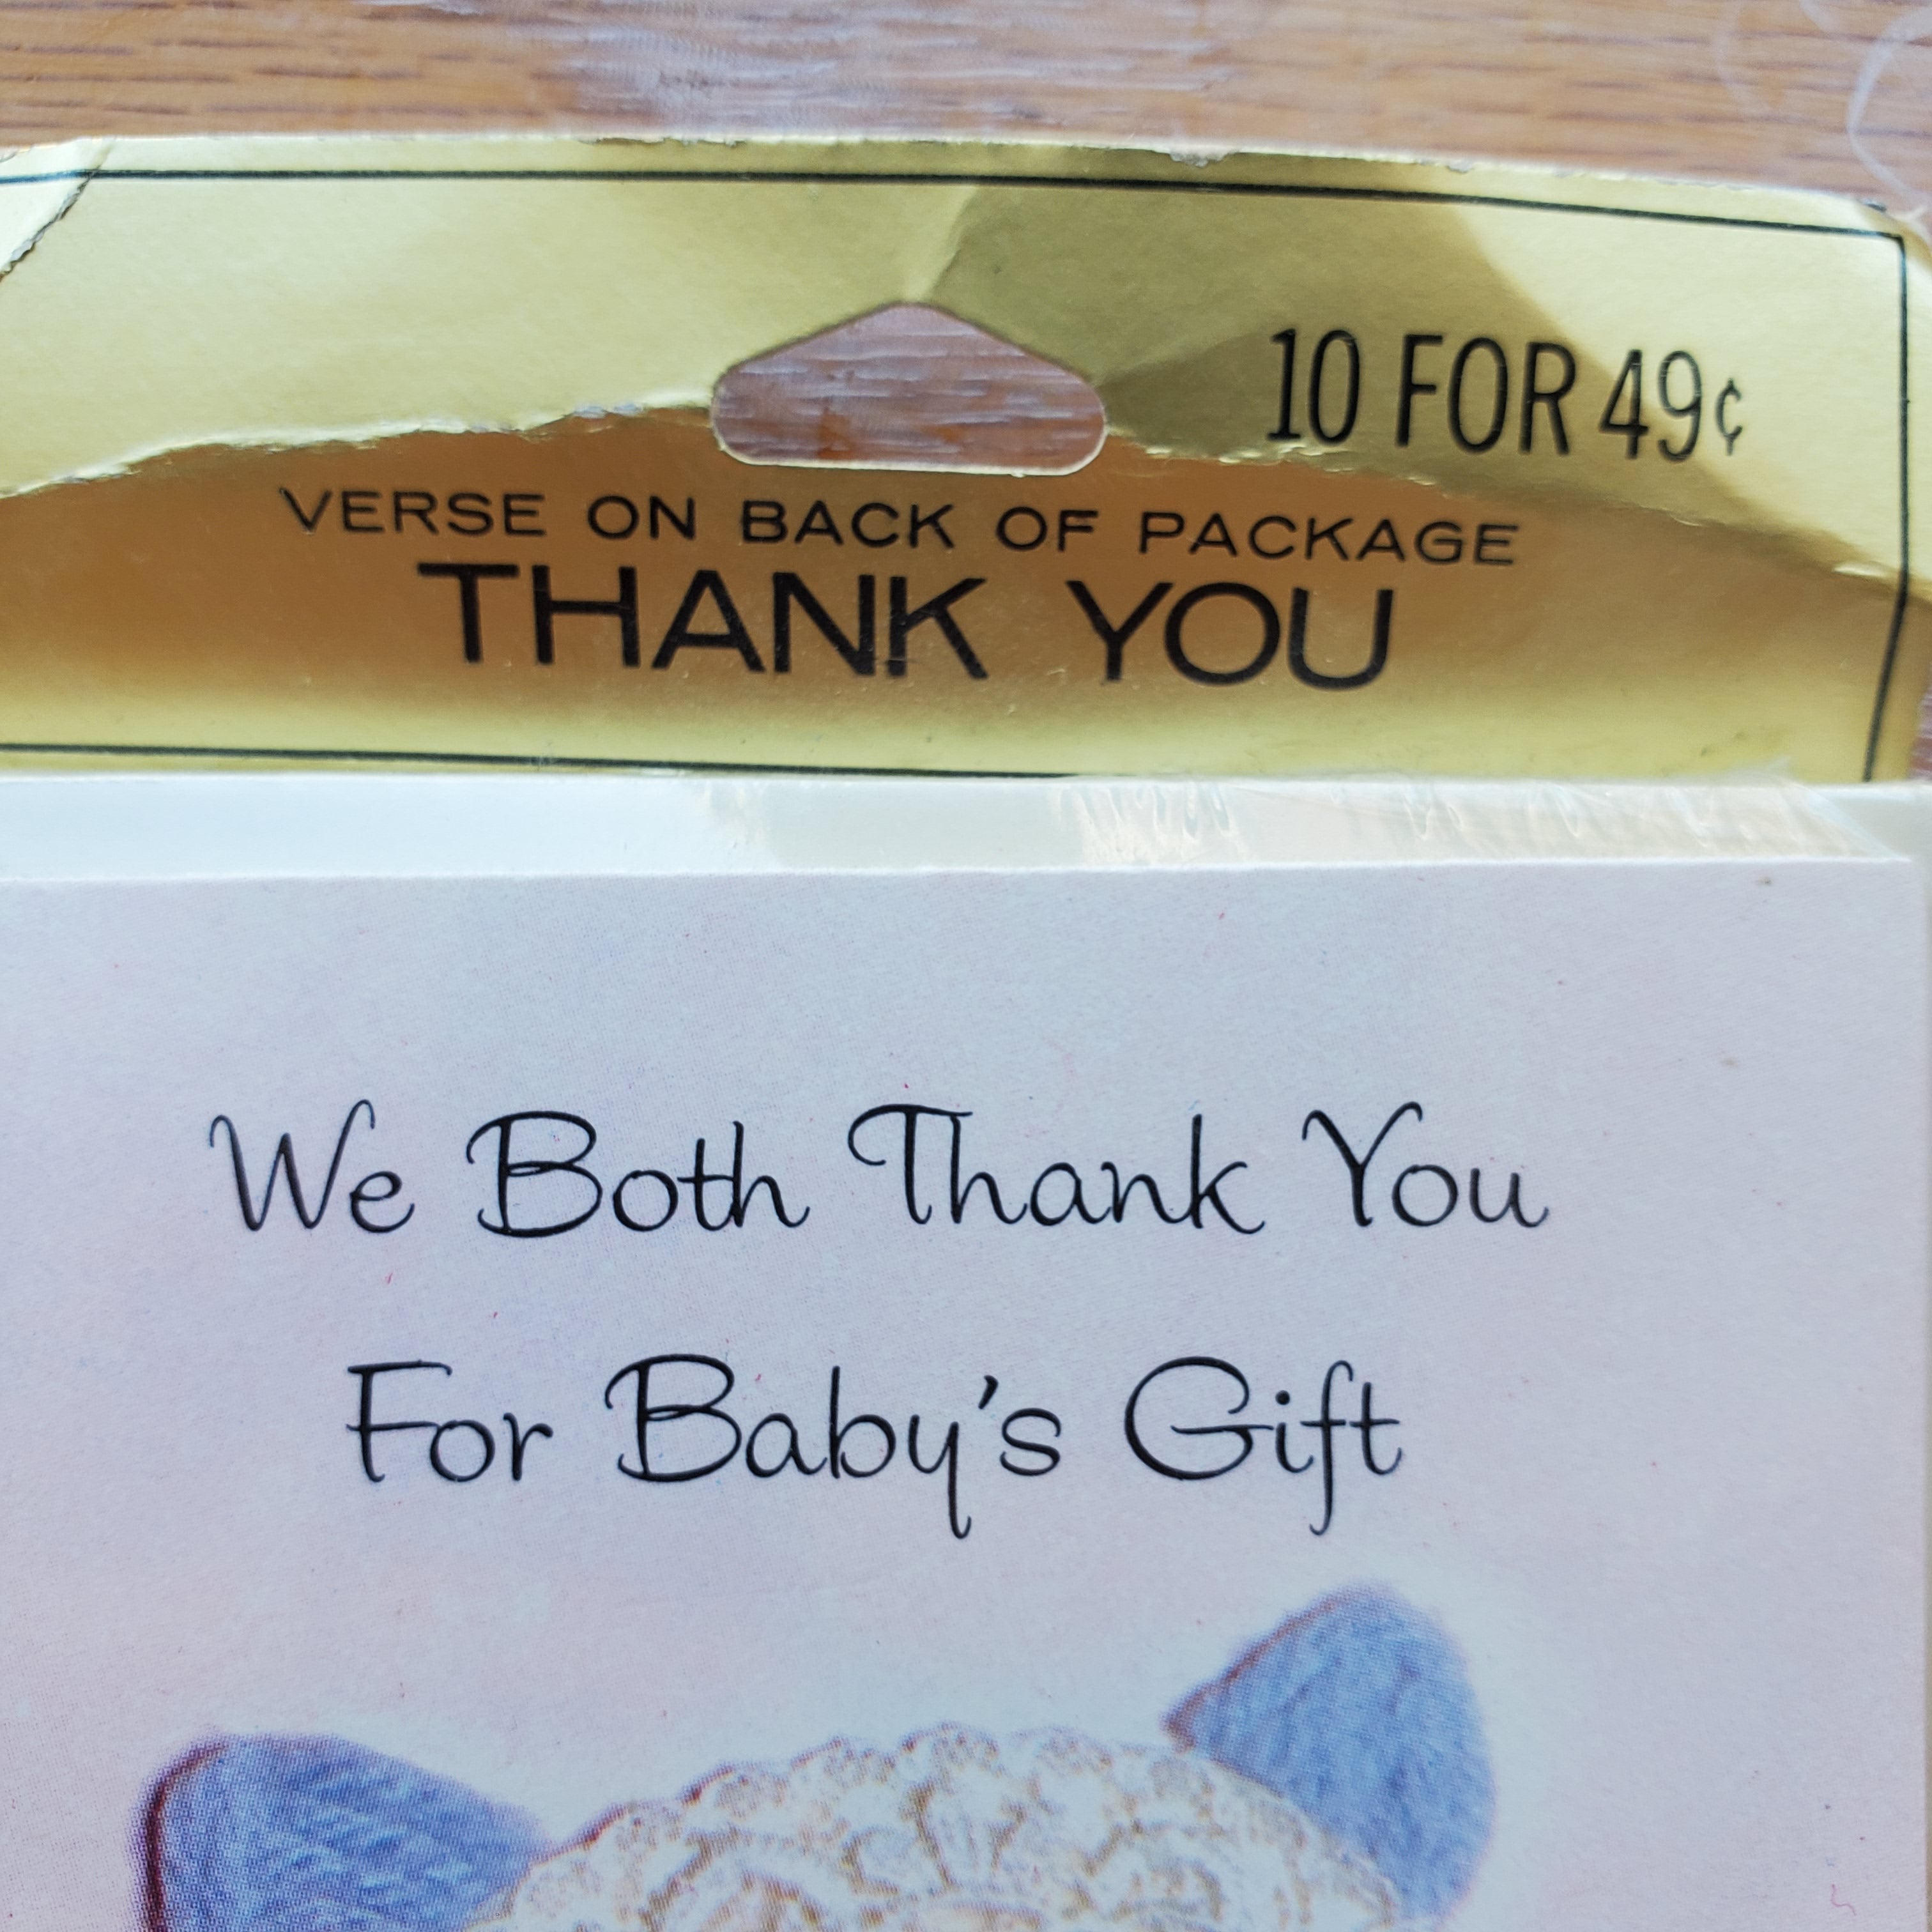 10 FOR 49¢
VERSE ON BACK OF PACKAGE
THANK YOU
We Both Thank You
For Baby's Gift